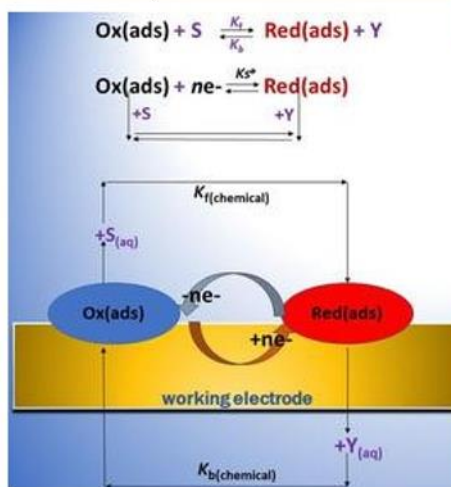 Ox(ads) + S Kf Red(ads) + Y
Kb
Ox(ads) + ne- Ks° Red(ads)
+S +Y
Kf(chemical)
+S(aq)
-ne-
Ox(ads) Red(ads)
+ne-
working electrode
+Y(aq)
Kb(chemical)